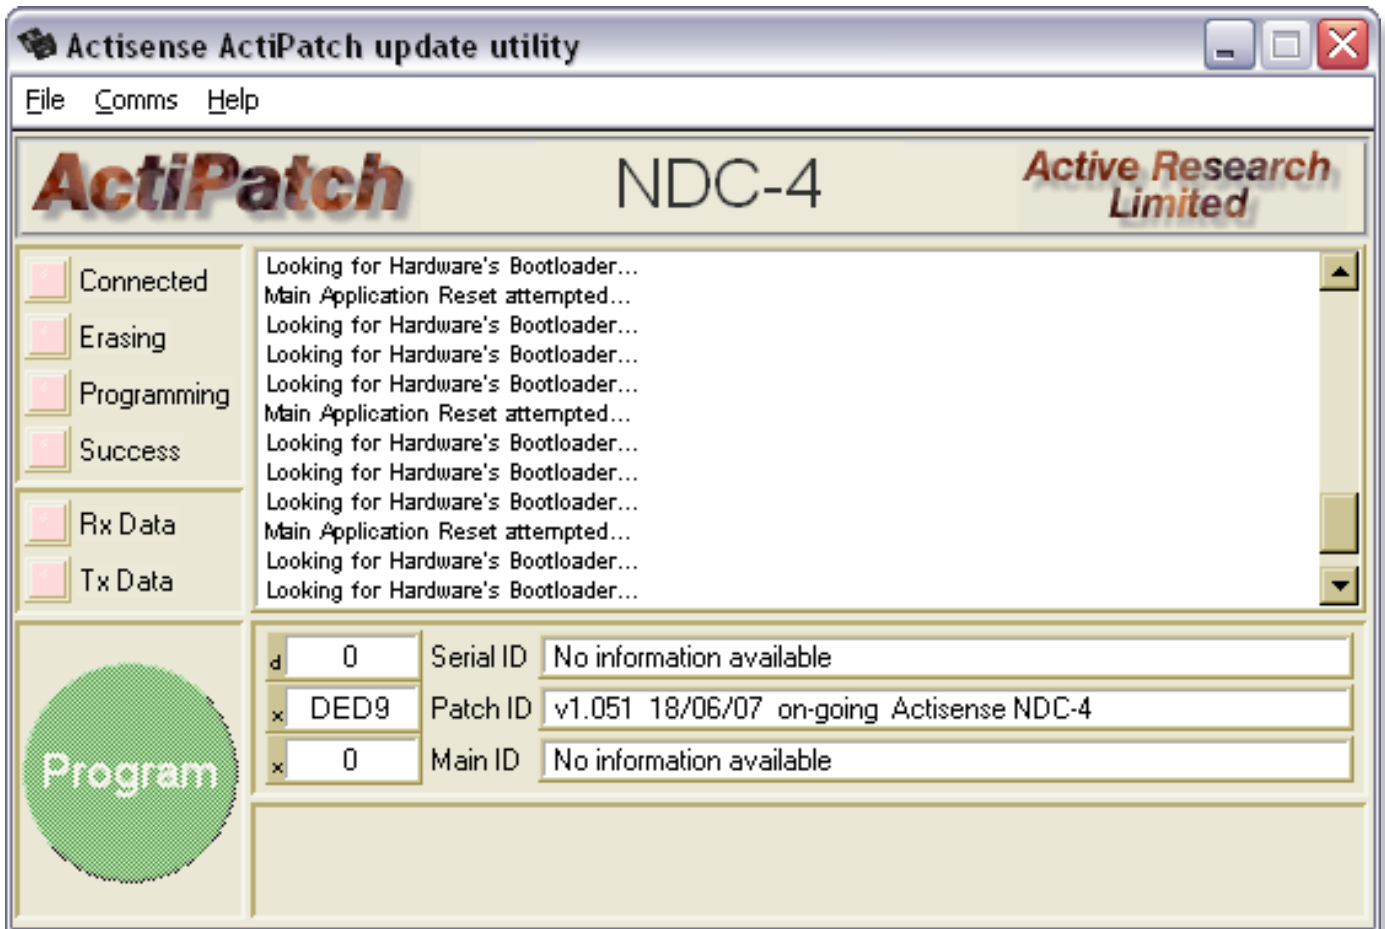 Actisense ActiPatch update utility
File Comms Help
ActiPatch NDC-4 Active Research Limited
Connected
Erasing
Programming
Success
Rx Data
Tx Data
Looking for Hardware's Bootloader...
Main Application Reset attempted...
Looking for Hardware's Bootloader...
Looking for Hardware's Bootloader...
Looking for Hardware's Bootloader...
Main Application Reset attempted...
Looking for Hardware's Bootloader...
Looking for Hardware's Bootloader...
Looking for Hardware's Bootloader...
Main Application Reset attempted...
Looking for Hardware's Bootloader...
Looking for Hardware's Bootloader...
Program
d 0 Serial ID No information available
x DED9 Patch ID v1.051 18/06/07 on-going Actisense NDC-4
x 0 Main ID No information available